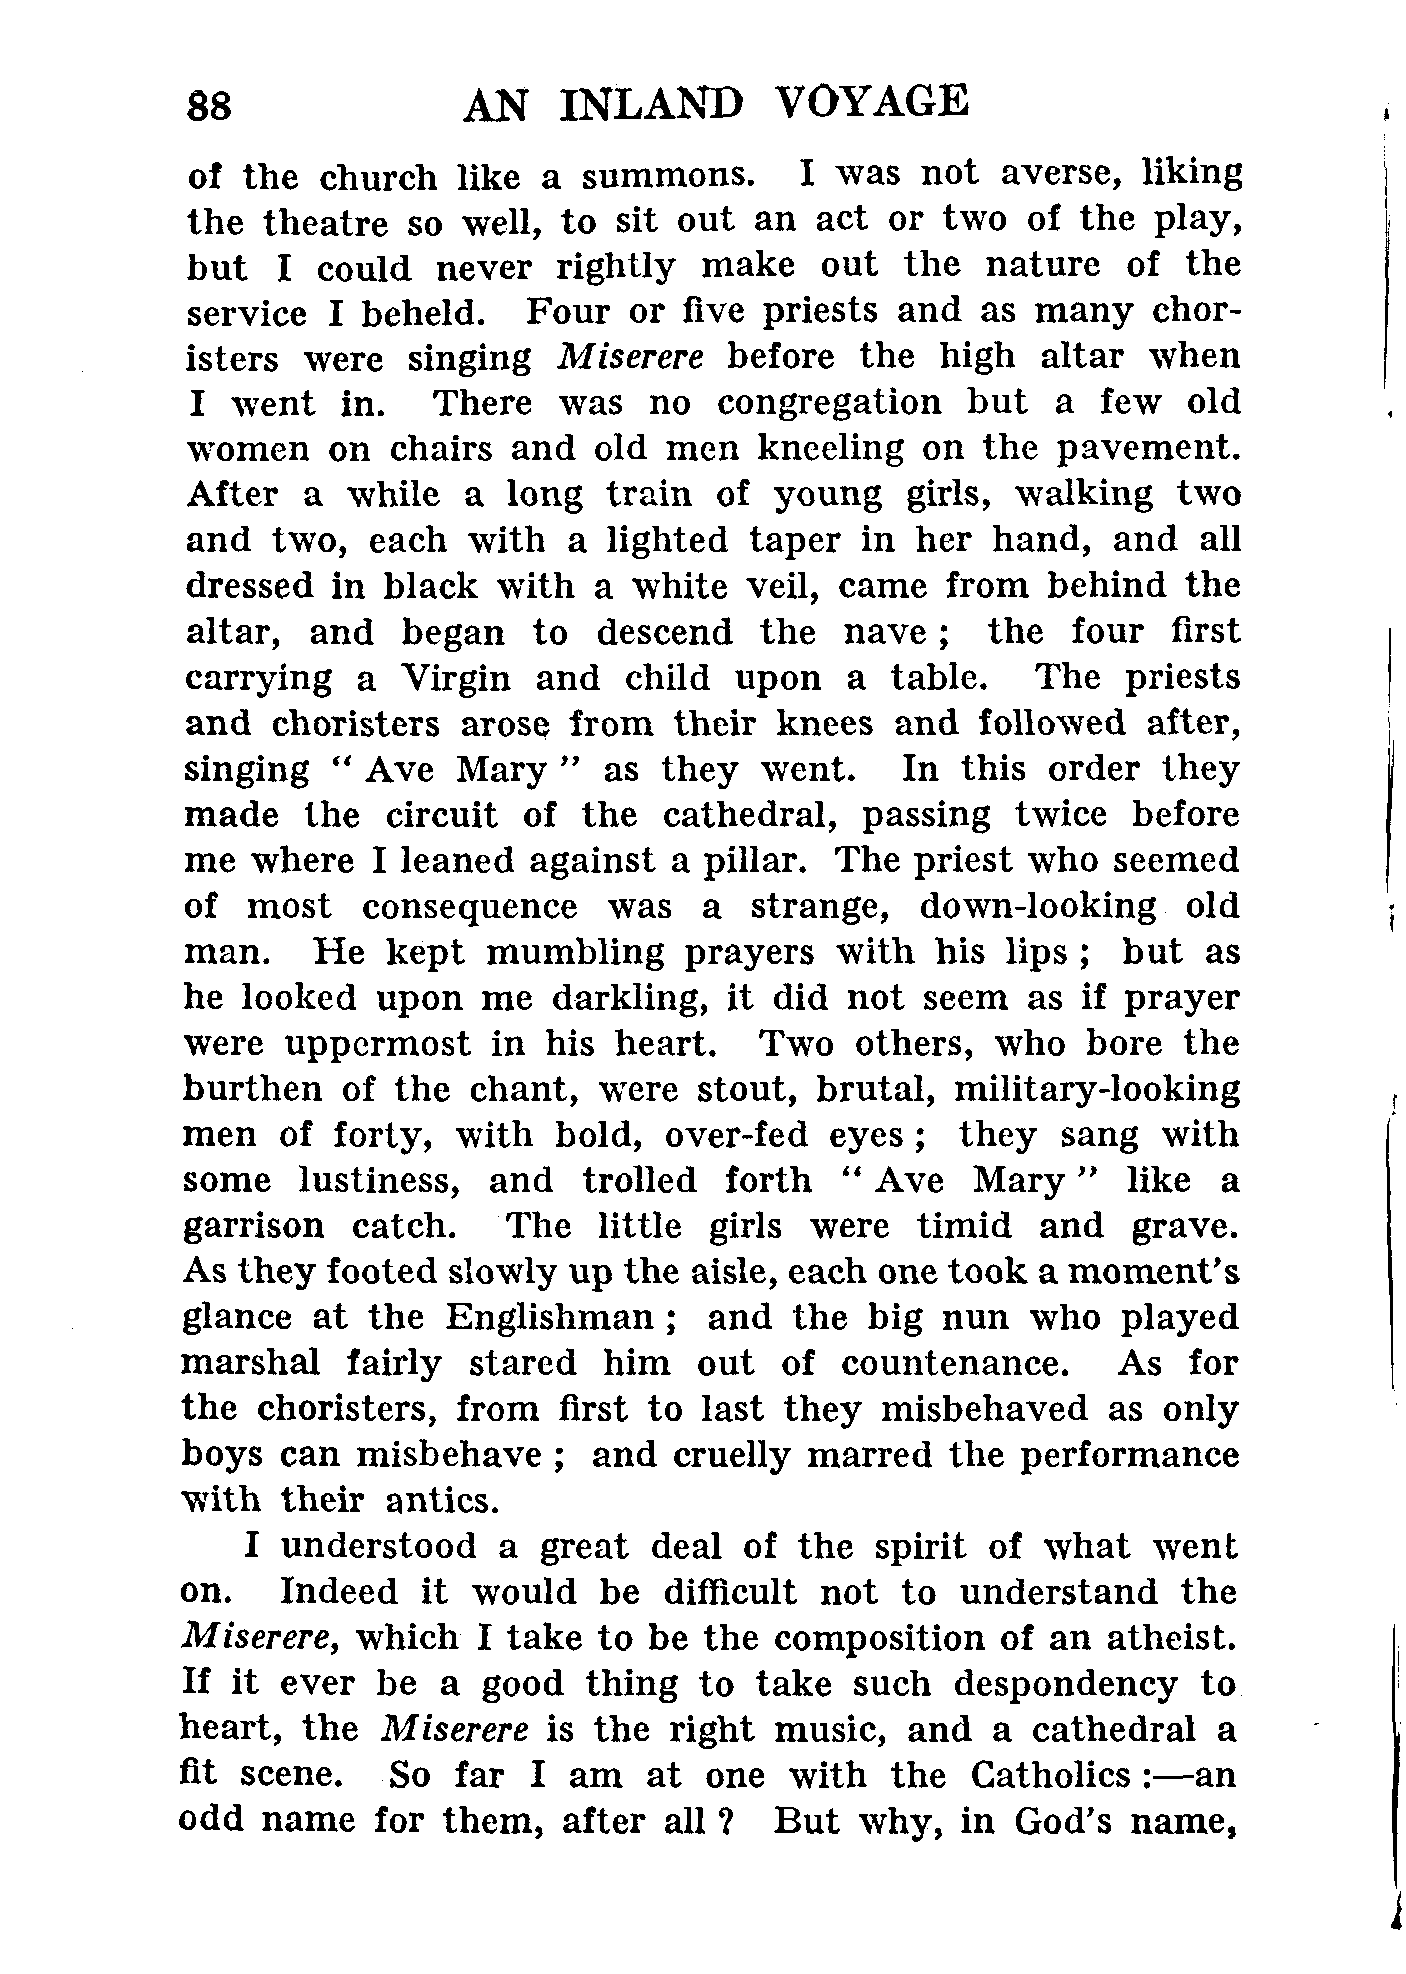 88 AN INLAND VOYAGE
of the church like a summons. I was not averse, liking
the theatre so well, to sit out an act or two of the play,
but I could never rightly make out the nature of the
service I beheld. Four or five priests and as many chor-
isters were singing Miserere before the high altar when
I went in. There was no congregation but a few old
women on chairs and old men kneeling on the pavement.
After a while a long train of young girls, walking two
and two, each with a lighted taper in her hand, and all
dressed in black with a white veil, came from behind the
altar, and began to descend the nave ; the four first
carrying a Virgin and child upon a table. The priests
and choristers arose from their knees and followed after,
singing “ Ave Mary ” as they went. In this order they
made the circuit of the cathedral, passing twice before
me where I leaned against a pillar. The priest who seemed
of most consequence was a strange, down-looking old
man. He kept mumbling prayers with his lips ; but as
he looked upon me darkling, it did not seem as if prayer
were uppermost in his heart. Two others, who bore the
burthen of the chant, were stout, brutal, military-looking
men of forty, with bold, over-fed eyes ; they sang with
some lustiness, and trolled forth “ Ave Mary ” like a
garrison catch. The little girls were timid and grave.
As they footed slowly up the aisle, each one took a moment's
glance at the Englishman ; and the big nun who played
marshal fairly stared him out of countenance. As for
the choristers, from first to last they misbehaved as only
boys can misbehave ; and cruelly marred the performance
with their antics.
I understood a great deal of the spirit of what went
on. Indeed it would be difficult not to understand the
Miserere, which I take to be the composition of an atheist.
If it ever be a good thing to take such despondency to
heart, the Miserere is the right music, and a cathedral a
fit scene. So far I am at one with the Catholics :—an
odd name for them, after all ? But why, in God's name,